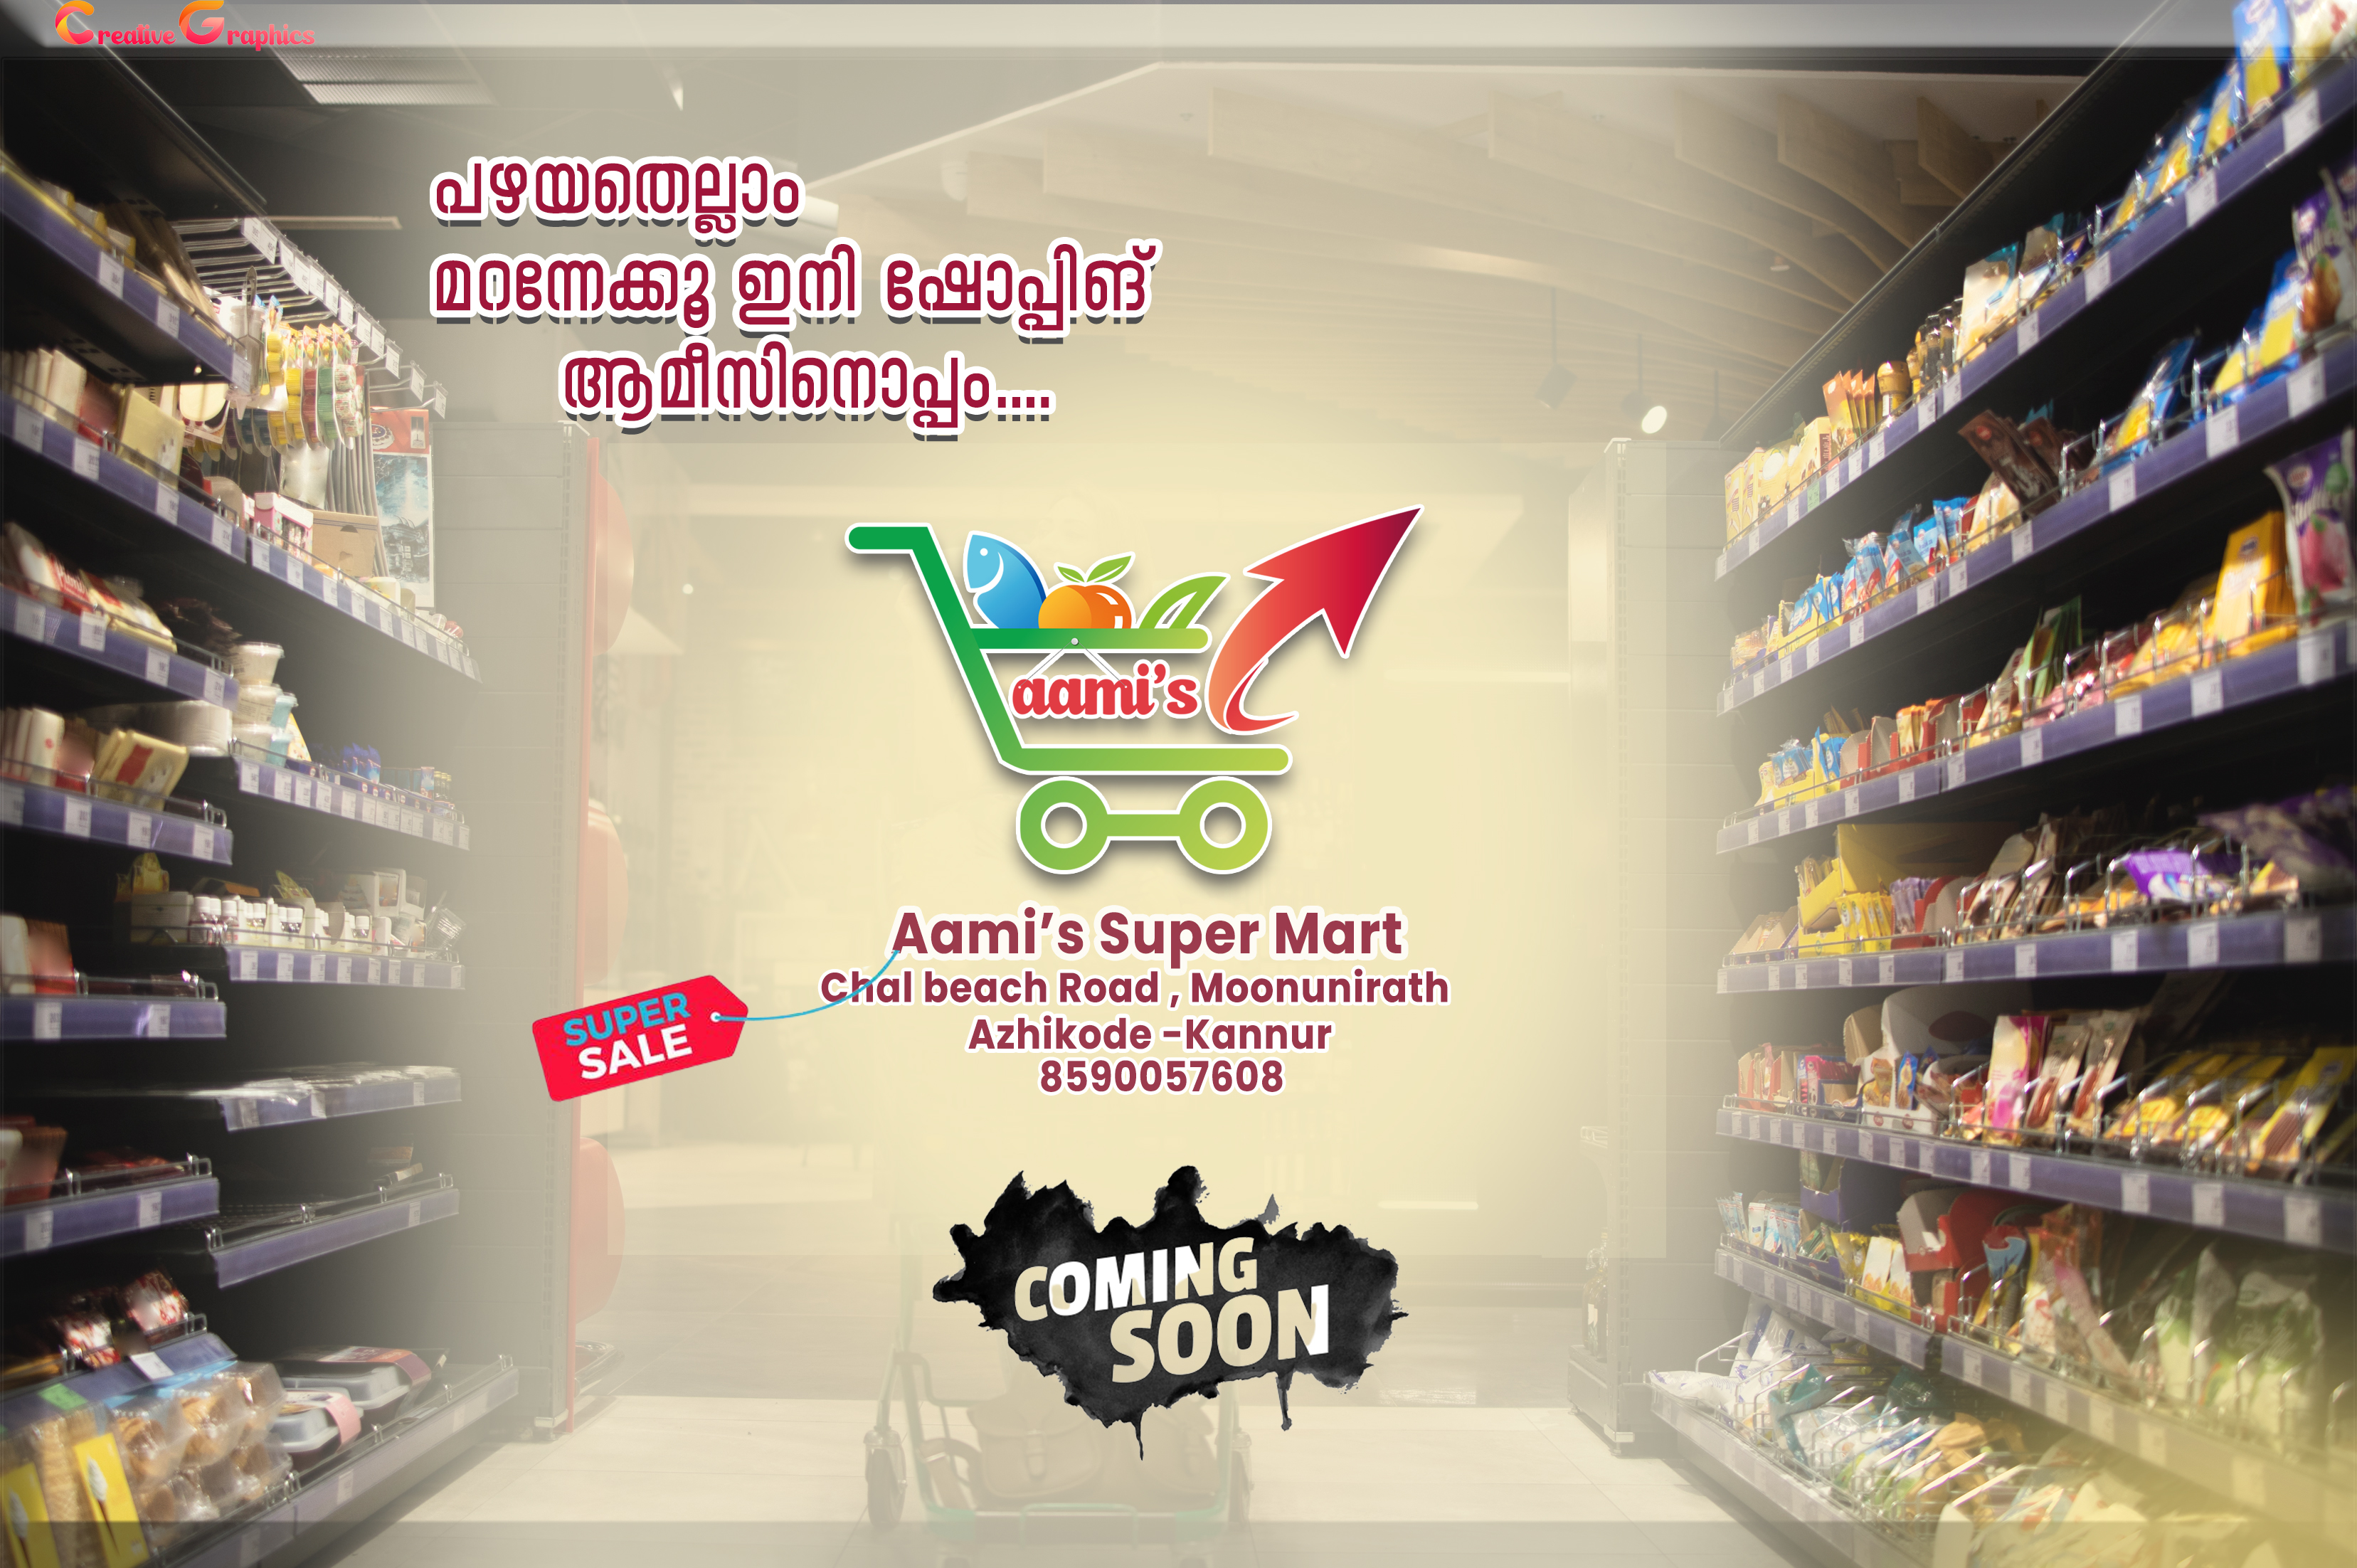 Creative Graphics
പഴയതെല്ലാം
മറന്നേക്കൂ ഇനി ഷോപ്പിങ്
ആമീസിനൊപ്പം....
aami's
Aami's Super Mart
Chal beach Road , Moonunirath
Azhikode -Kannur
8590057608
SUPER
SALE
COMING
SOON